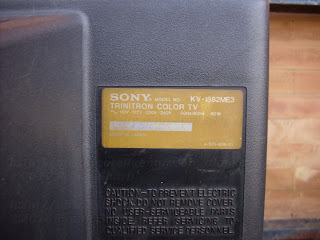 SONY MODEL NO. KV-1882ME3
TRINITRON COLOR TV
CAUTION-TO PREVENT ELECTRIC
SHOCK, DO NOT REMOVE COVER.
NO USER-SERVICEABLE PARTS
INSIDE. REFER SERVICING TO
QUALIFIED SERVICE PERSONNEL.